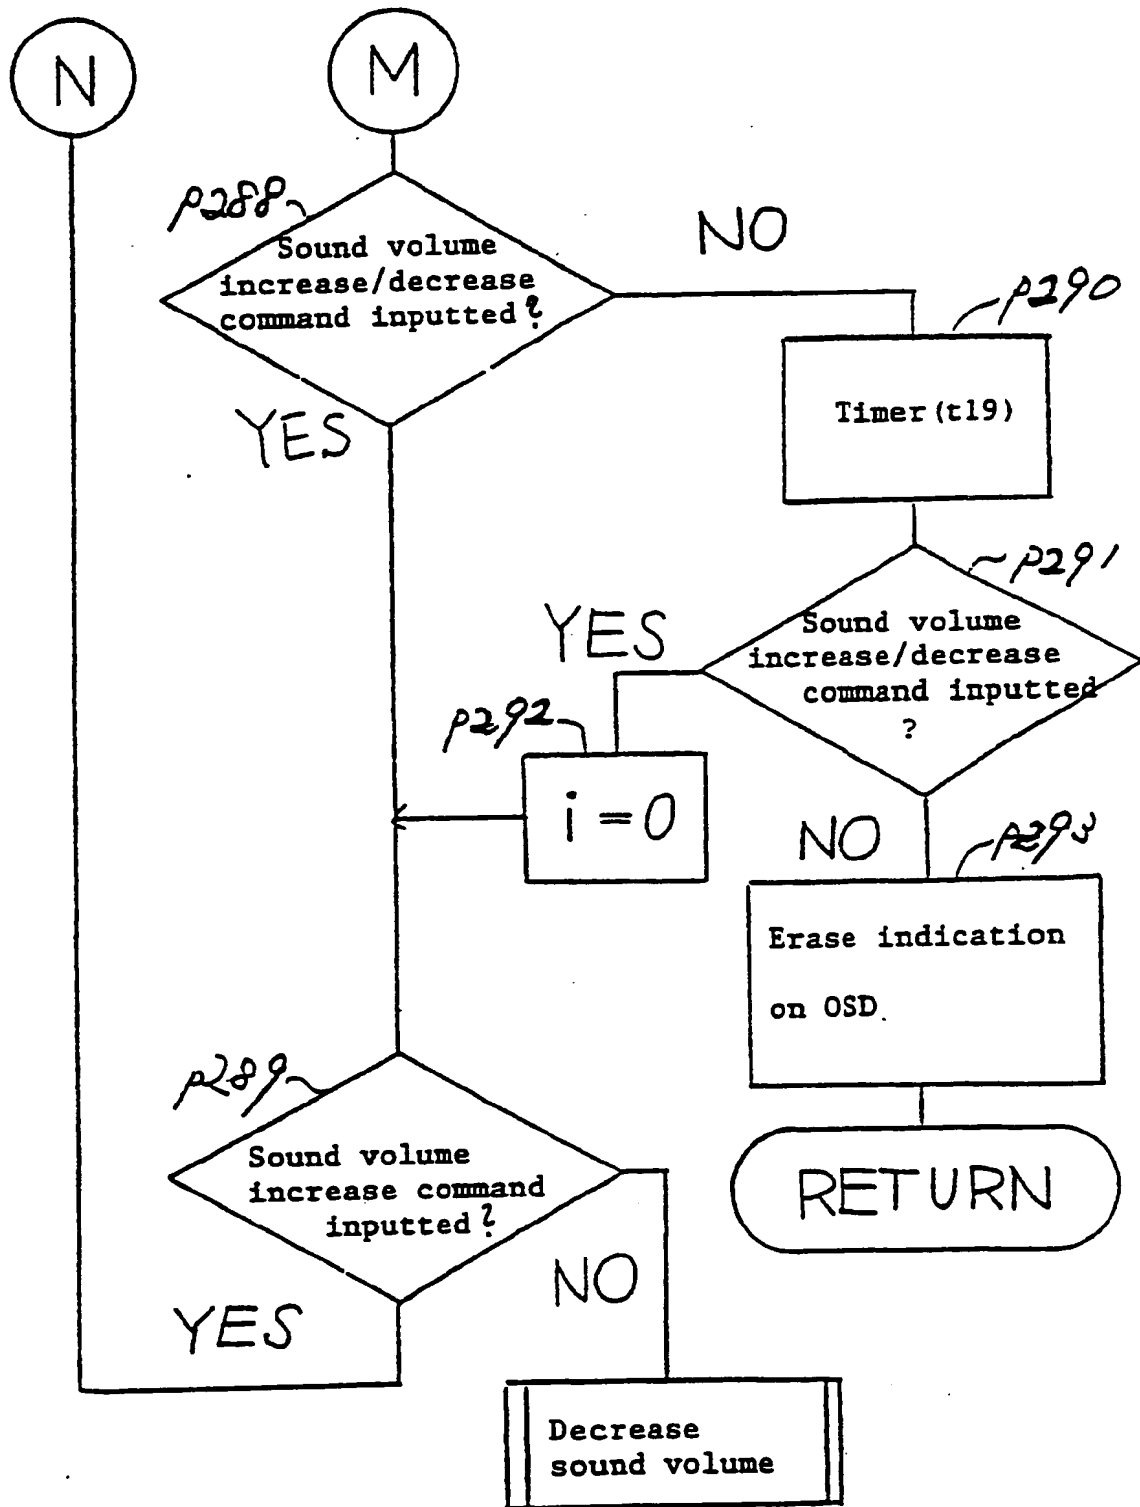 N
M
P288
Sound volume
increase/decrease
command inputted?
NO
P290
Timer(t19)
YES
P291
Sound volume
increase/decrease
command inputted
?
YES
P292
i=0
NO
P293
Erase indication
on OSD.
P289
Sound volume
increase command
inputted?
RETURN
NO
YES
Decrease
sound volume